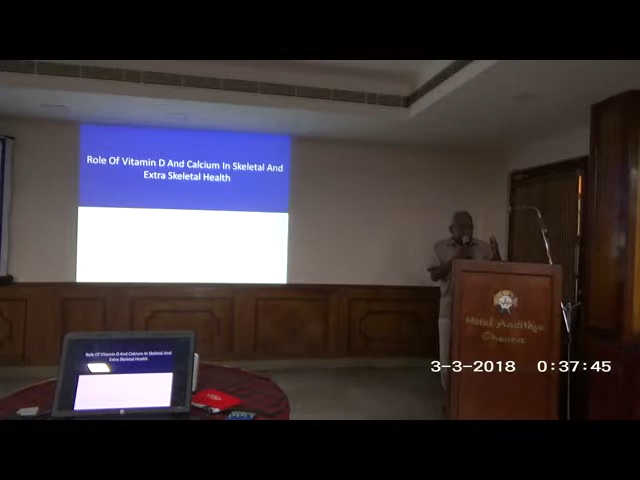 Role Of Vitamin D And Calcium In Skeletal And
Extra Skeletal Health
Role Of Vitamin D And Calcium In Skeletal And
Extra Skeletal Health
Hotel Aadithya
Chennai
3-3-2018 0:37:45